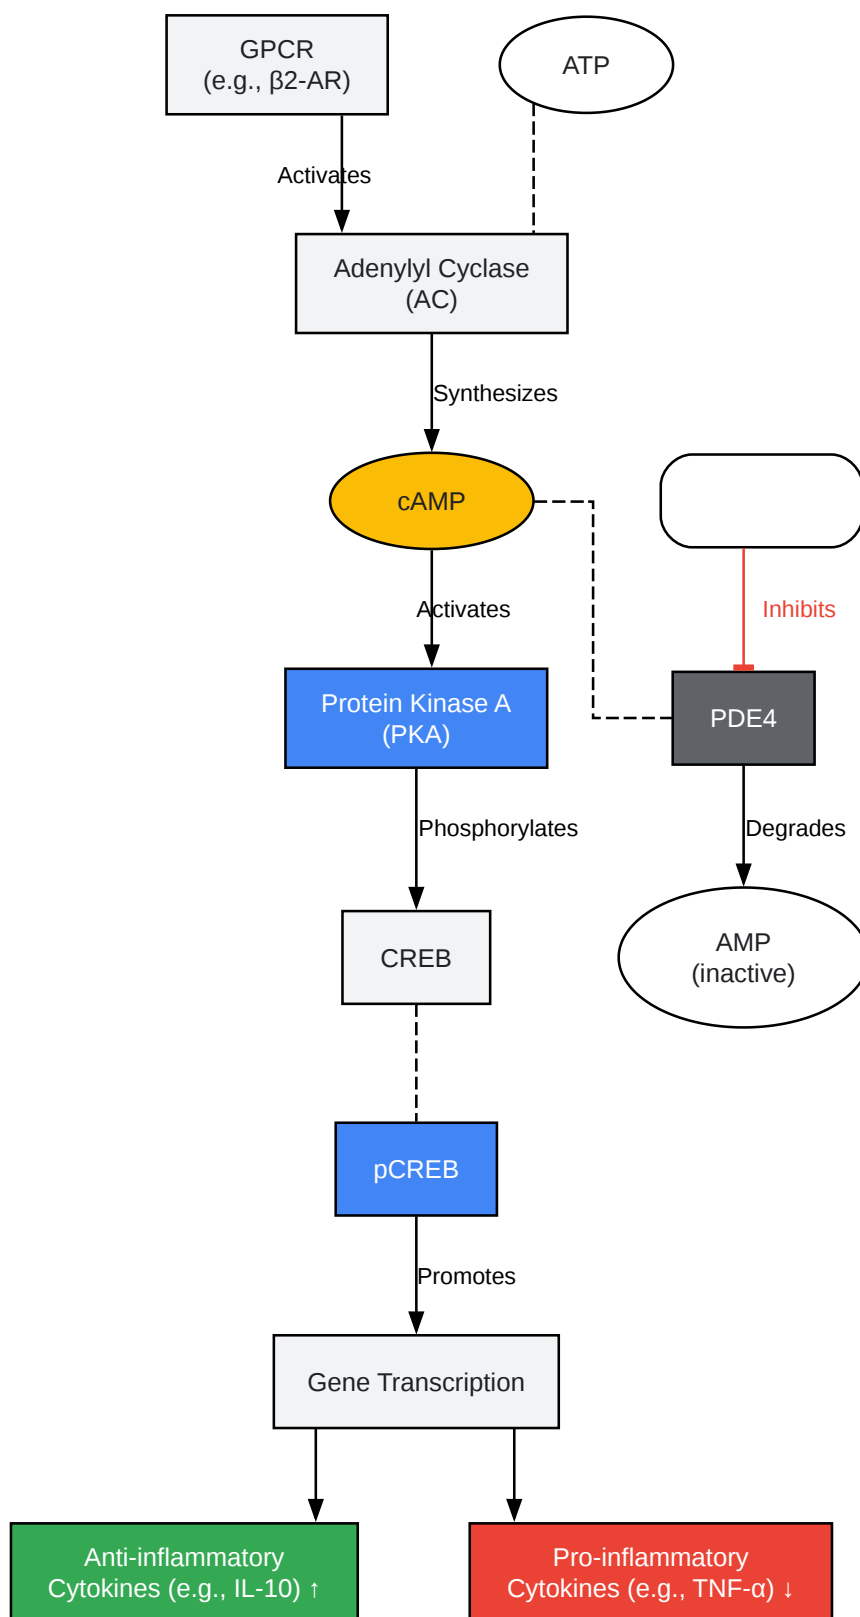 GPCR
(e.g., β2-AR)
ATP
Activates
Adenylyl Cyclase
(AC)
Synthesizes
cAMP
Activates
Inhibits
Protein Kinase A
(PKA)
PDE4
Phosphorylates
Degrades
CREB
AMP
(inactive)
pCREB
Promotes
Gene Transcription
Anti-inflammatory
Cytokines (e.g., IL-10) ↑
Pro-inflammatory
Cytokines (e.g., TNF-α) ↓